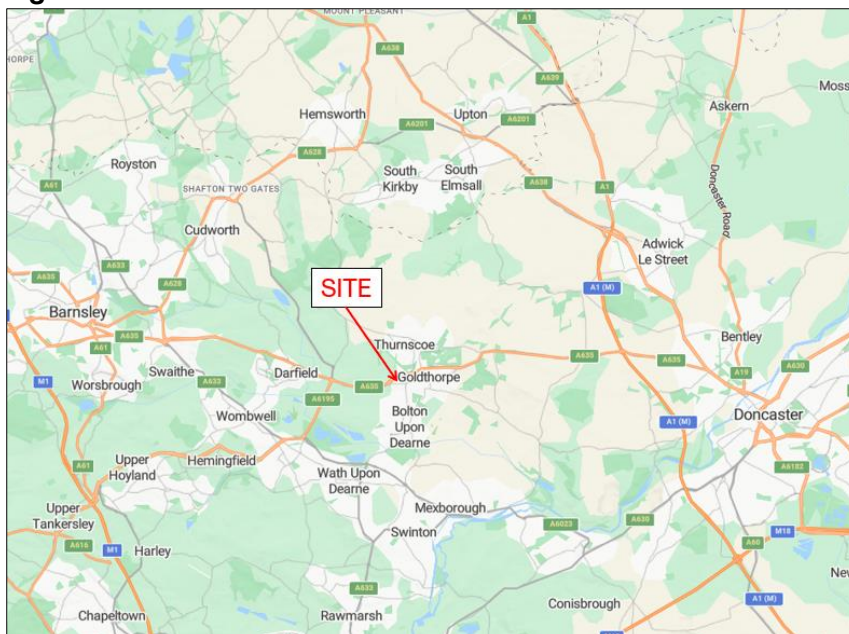 MOUNT PLEASANT
A1
A638
THORPE
A639
Askern
Moss
Hemsworth
Upton
A6201
A6201
A628
Royston
South
Kirkby
South
Elmsall
A638
A1
A61
SHAFTON TWO GATES
Doncaster Road
Cudworth
Adwick
Le Street
A635
A633
A628
SITE
A1 (M)
Barnsley
A635
Thurnscoe
Bentley
A61
A635
A635
A630
M1
Swaithe
A633
Darfield
A635
Goldthorpe
A19
Worsbrough
A6195
Wombwell
Bolton
Upon
Dearne
A1 (M)
Doncaster
Upper
Hoyland
Hemingfield
A61
Wath Upon
Dearne
A6182
Upper
Tankersley
Mexborough
A6023
A630
M18
A616
Swinton
A60
M1
Harley
New
A633
Chapeltown
Rawmarsh
Conisbrough
A1 (M)